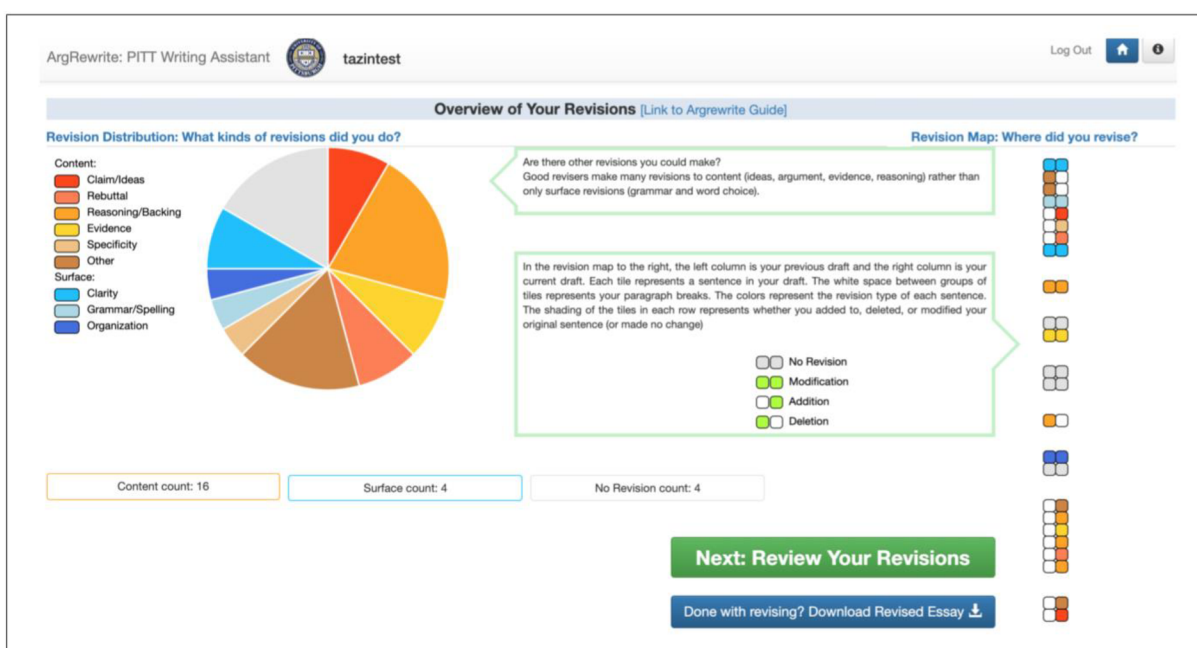 ArgRewrite: PITT Writing Assistant
tazintest
Log Out
Overview of Your Revisions [Link to Argrewrite Guide]
Revision Distribution: What kinds of revisions did you do?
Revision Map: Where did you revise?
Content:
Claim/Ideas
Rebuttal
Reasoning/Backing
Evidence
Specificity
Other
Surface:
Clarity
Grammar/Spelling
Organization
Are there other revisions you could make?
Good revisers make many revisions to content (ideas, argument, evidence, reasoning) rather than
only surface revisions (grammar and word choice).
In the revision map to the right, the left column is your previous draft and the right column is your
current draft. Each tile represents a sentence in your draft. The white space between groups of
tiles represents your paragraph breaks. The colors represent the revision type of each sentence.
The shading of the tiles in each row represents whether you added to, deleted, or modified your
original sentence (or made no change)
No Revision
Modification
Addition
Deletion
Content count: 16
Surface count: 4
No Revision count: 4
Next: Review Your Revisions
Done with revising? Download Revised Essay